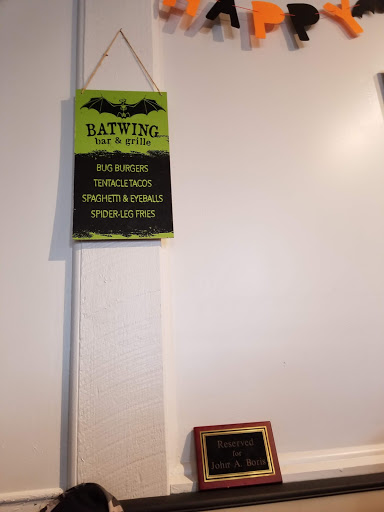 HAPPY
BATWING
bar & grille
BUG BURGERS
TENTACLE TACOS
SPAGHETTI & EYEBALLS
SPIDER-LEG FRIES
Reserved
for
John A. Boris